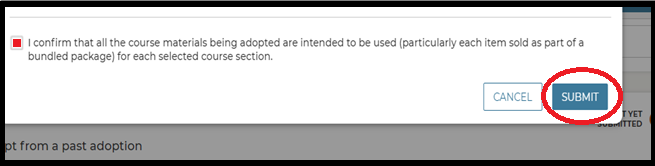 I confirm that all the course materials being adopted are intended to be used (particularly each item sold as part of a
bundled package) for each selected course section.
CANCEL
SUBMIT
YET
SUBMITTED
pt from a past adoption